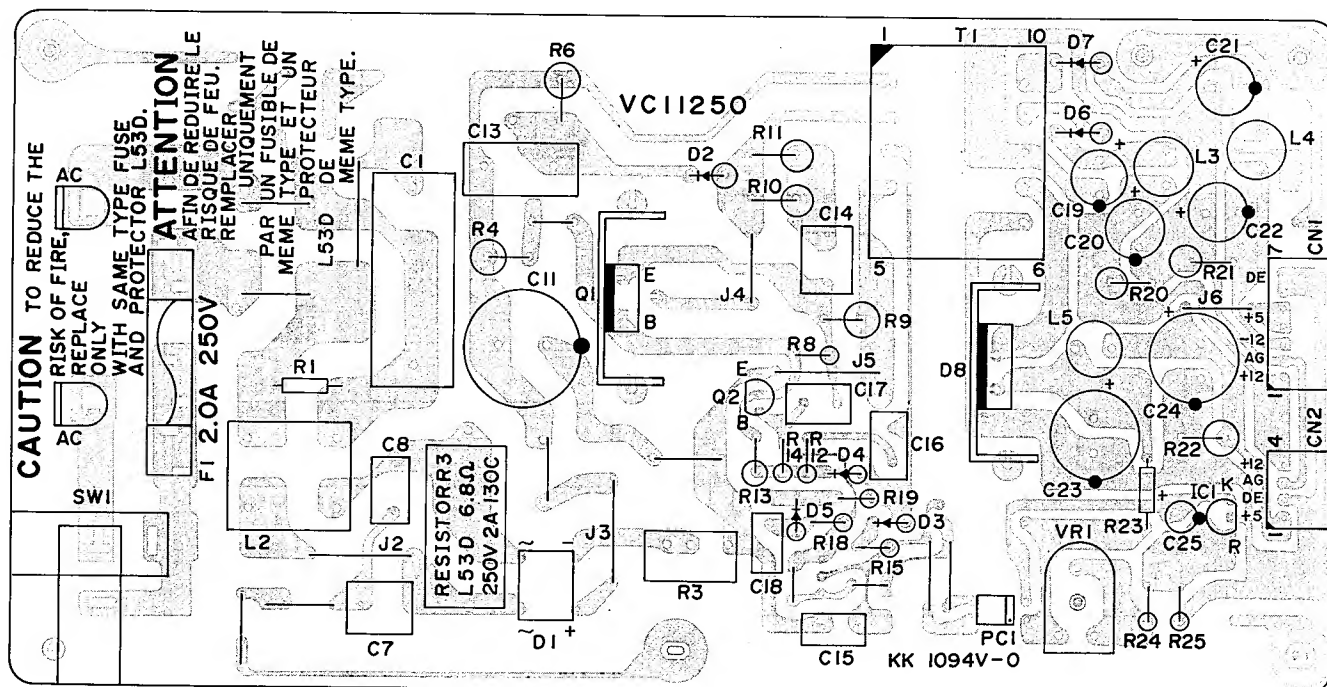 CAUTION TO REDUCE THE
RISK OF FIRE,
REPLACE
ONLY
WITH SAME TYPE FUSE
AND PROTECTOR L53D.
ATTENTION
AFIN DE REDUIRE LE
RISQUE DE FEU.
REMPLACER
UNIQUEMENT
PAR UN FUSIBLE DE
MEME TYPE ET UN
PROTECTEUR
L53D DE
MEME TYPE.
AC
AC
F1 2.0A 250V
SW1
R1
L2
C1
C8
J2
C7
RESISTORR3
L53D 6.8Ω
250V 2A-130C
~ -
~ +
D1
J3
R6
C13
R4
C11
Q1
E
B
VC11250
D2
R11
R10
C14
J4
R9
R8
J5
E
Q2
B
C17
C16
R13
R14
R12
D4
R19
D5
R18
D3
R15
C18
R3
C15
KK 1094V-0
PC1
1 T1 10
5 6
D7
D6
+ C21
L3
L4
+
C19
+
C20
+
C22
R21
R20
J6
L5
D8
+
C24
+
C23
R22
R23
+
IC1 K
C25
R
VR1
R24 R25
CN1
7
DE
+5
-12
AG
+12
1
CN2
4
+12
AG
DE
+5
1